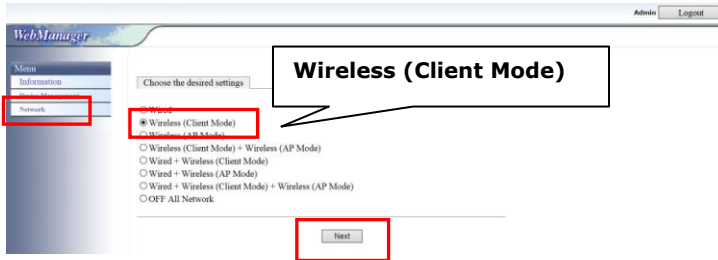 Admin Logout
WebManager
Wireless (Client Mode)
Menu
Information
Device Management
Network
Choose the desired settings
Wired
Wireless (Client Mode)
Wireless (AP Mode)
Wireless (Client Mode) + Wireless (AP Mode)
Wired + Wireless (Client Mode)
Wired + Wireless (AP Mode)
Wired + Wireless (Client Mode) + Wireless (AP Mode)
OFF All Network
Next